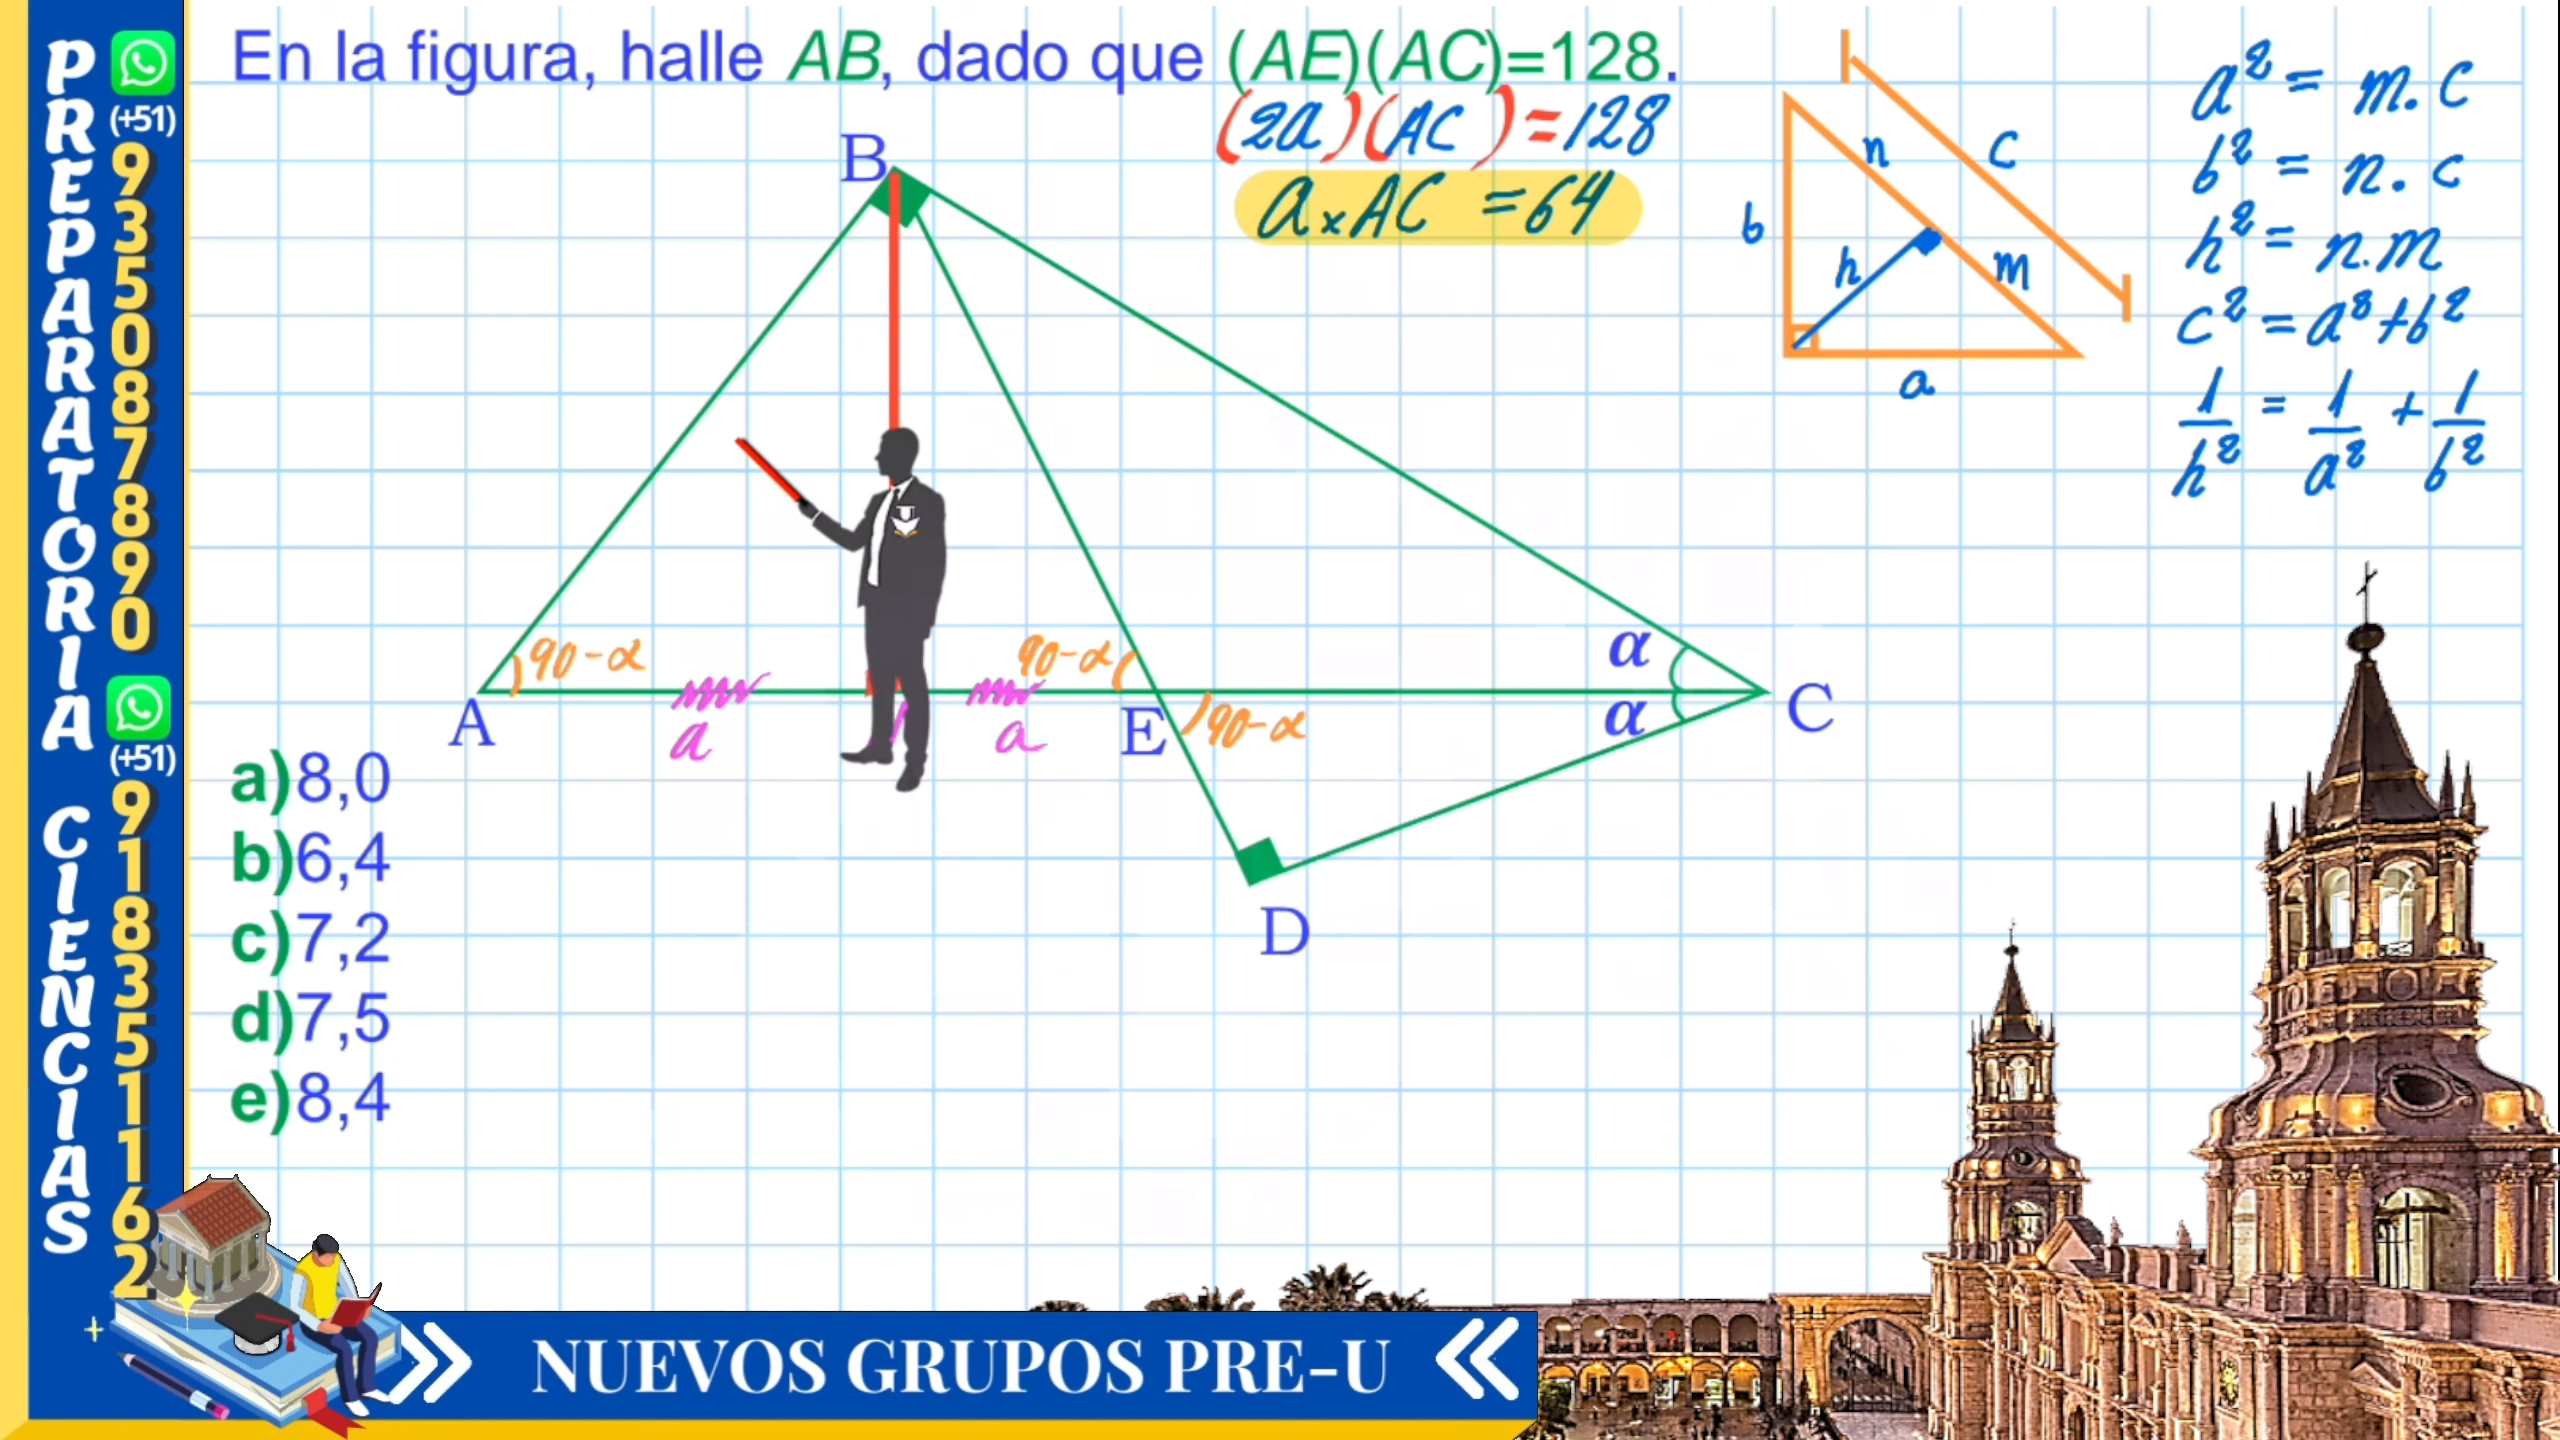 PREPARATORIA CIENCIAS
(+51)
935087890
(+51)
918351162
En la figura, halle AB, dado que (AE)(AC)=128.
(2a)(AC)=128
a×AC =64
B
90-α
90-α
A
a
a
E
90-α
α
α
C
D
a)8,0
b)6,4
c)7,2
d)7,5
e)8,4
n
c
b
h
m
a
a² = m.c
b² = n.c
h² = n.m
c² = a²+b²
1/h² = 1/a² + 1/b²
NUEVOS GRUPOS PRE-U